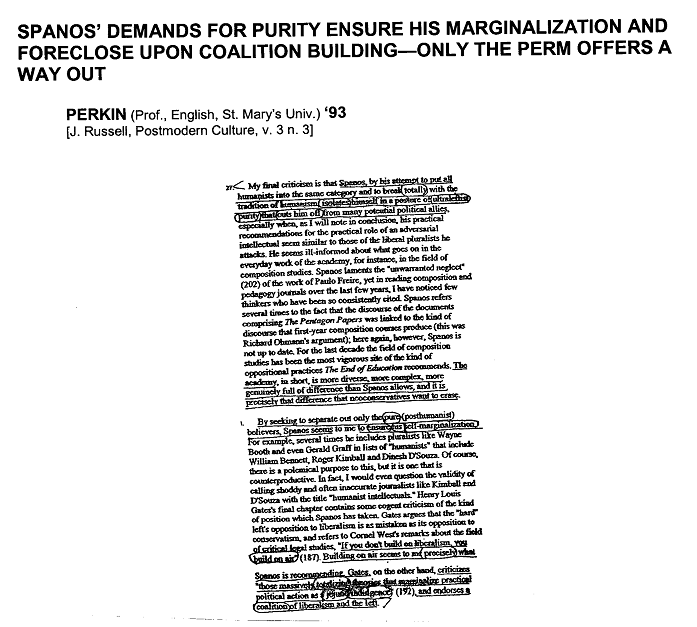 SPANOS' DEMANDS FOR PURITY ENSURE HIS MARGINALIZATION AND
FORECLOSE UPON COALITION BUILDING—ONLY THE PERM OFFERS A
WAY OUT
PERKIN (Prof., English, St. Mary's Univ.) '93
[J. Russell, Postmodern Culture, v. 3 n. 3]
My final criticism is that Spanos, by his attempt to put all
humanists into the same category and to break (totally) with the
tradition of humanism, isolates himself in a posture of ultraleftist
purity that cuts him off from many potential political allies,
especially when, as I will note in conclusion, his practical
recommendations for the practical role of an adversarial
intellectual seem similar to those of the liberal pluralists he
attacks. He seems ill-informed about what goes on in the
everyday work of the academy, for instance, in the field of
composition studies. Spanos laments the "unwarranted neglect"
(202) of the work of Paulo Freire, yet in reading composition and
pedagogy journals over the last few years, I have noticed few
thinkers who have been so consistently cited. Spanos refers
several times to the fact that the discourse of the documents
comprising The Pentagon Papers was linked to the kind of
discourse that first-year composition courses produce (this was
Richard Ohmann's argument); here again, however, Spanos is
not up to date. For the last decade the field of composition
studies has been the most vigorous site of the kind of
oppositional practices The End of Education recommends. The
academy, in short, is more diverse, more complex, more
genuinely full of difference than Spanos allows, and it is
precisely that difference that neoconservatives want to erase.
By seeking to separate out only the pure (posthumanist)
believers, Spanos seems to me to ensure his self-marginalization.
For example, several times he includes pluralists like Wayne
Booth and even Gerald Graff in lists of "humanists" that include
William Bennett, Roger Kimball and Dinesh D'Souza. Of course,
there is a polemical purpose to this, but it is one that is
counterproductive. In fact, I would even question the validity of
calling shoddy and often inaccurate journalists like Kimball and
D'Souza with the title "humanist intellectuals." Henry Louis
Gates's final chapter contains some cogent criticism of the kind
of position which Spanos has taken. Gates argues that the "hard"
left's opposition to liberalism is as mistaken as its opposition to
conservatism, and refers to Cornel West's remarks about the field
of critical legal studies, "If you don't build on liberalism, you
build on air" (187). Building on air seems to me precisely what
Spanos is recommending. Gates, on the other hand, criticizes
"those massively totalizing theories that marginalize practical
political action as a jejune indulgence" (192), and endorses a
coalition of liberalism and the left.